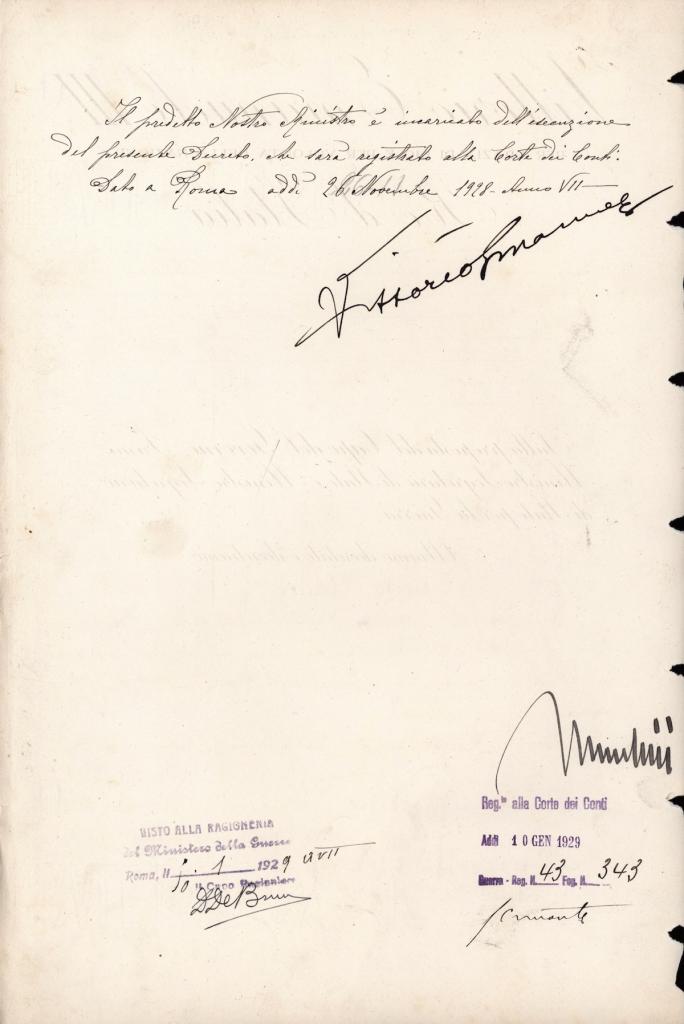 Il predetto Nostro Ministro è incaricato dell'esecuzione
del presente Decreto, che sarà registrato alla Corte dei Conti.
Dato a Roma addì 26 Novembre 1928 - Anno VII
Vittorio Emanuele
Reg.to alla Corte dei Conti
Addì 10 GEN 1929
Guerra - Reg. N. 43 Fog. N. 343
VISTO ALLA RAGIONERIA
del Ministero della Guerra
Roma, li 1 1929 VII
Il Capo Ragioniere